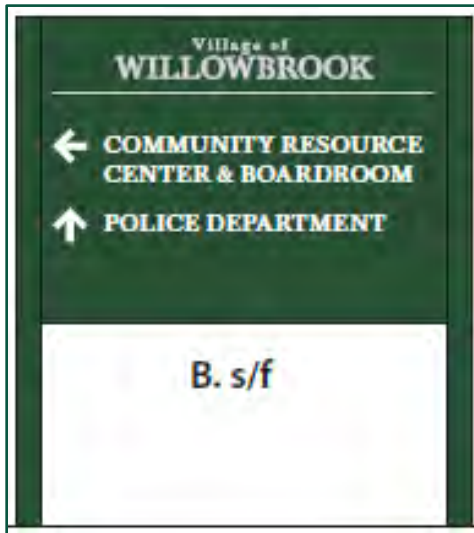 Village of
WILLOWBROOK
← COMMUNITY RESOURCE
CENTER & BOARDROOM
↑ POLICE DEPARTMENT
B. s/f